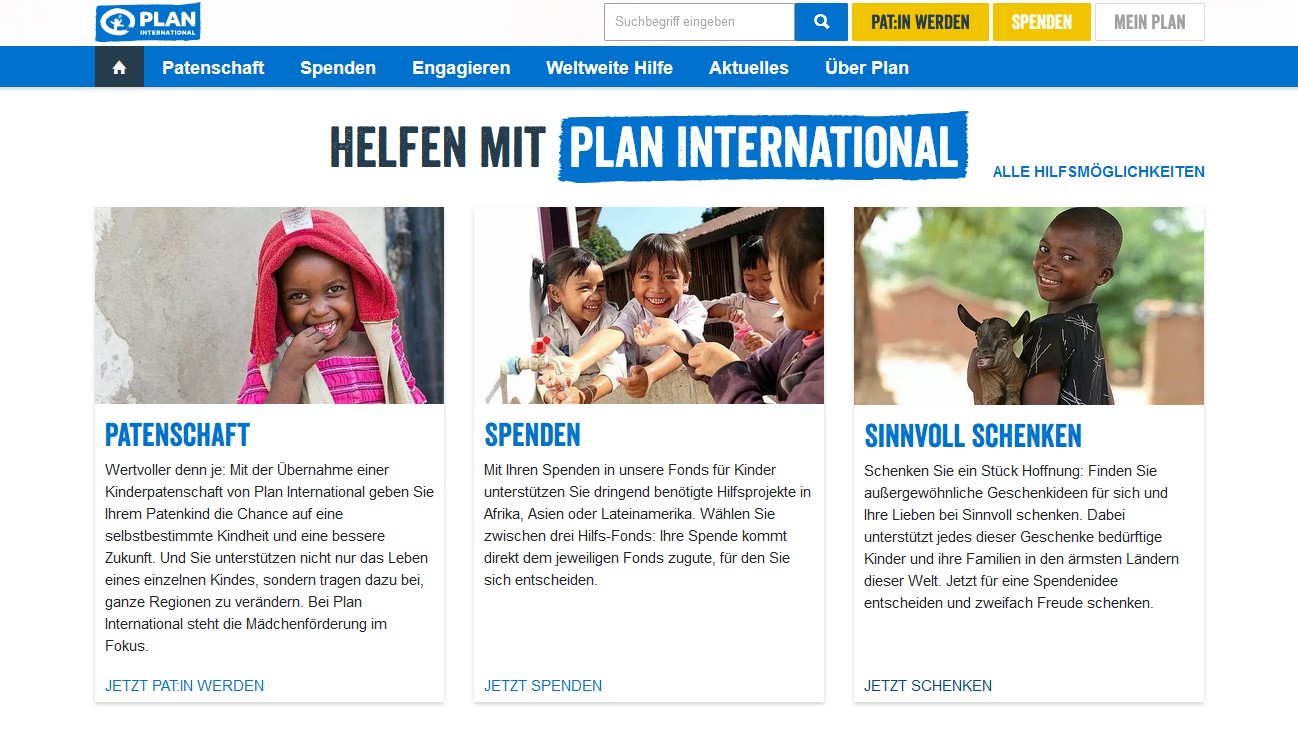 PLAN
INTERNATIONAL
Suchbegriff eingeben
PAT:IN WERDEN
SPENDEN
MEIN PLAN
Patenschaft
Spenden
Engagieren
Weltweite Hilfe
Aktuelles
Über Plan
HELFEN MIT PLAN INTERNATIONAL
ALLE HILFSMÖGLICHKEITEN
PATENSCHAFT
Wertvoller denn je: Mit der Übernahme einer
Kinderpatenschaft von Plan International geben Sie
Ihrem Patenkind die Chance auf eine
selbstbestimmte Kindheit und eine bessere
Zukunft. Und Sie unterstützen nicht nur das Leben
eines einzelnen Kindes, sondern tragen dazu bei,
ganze Regionen zu verändern. Bei Plan
International steht die Mädchenförderung im
Fokus.
JETZT PAT:IN WERDEN
SPENDEN
Mit Ihren Spenden in unsere Fonds für Kinder
unterstützen Sie dringend benötigte Hilfsprojekte in
Afrika, Asien oder Lateinamerika. Wählen Sie
zwischen drei Hilfs-Fonds: Ihre Spende kommt
direkt dem jeweiligen Fonds zugute, für den Sie
sich entscheiden.
JETZT SPENDEN
SINNVOLL SCHENKEN
Schenken Sie ein Stück Hoffnung: Finden Sie
außergewöhnliche Geschenkideen für sich und
Ihre Lieben bei Sinnvoll schenken. Dabei
unterstützt jedes dieser Geschenke bedürftige
Kinder und ihre Familien in den ärmsten Ländern
dieser Welt. Jetzt für eine Spendenidee
entscheiden und zweifach Freude schenken.
JETZT SCHENKEN